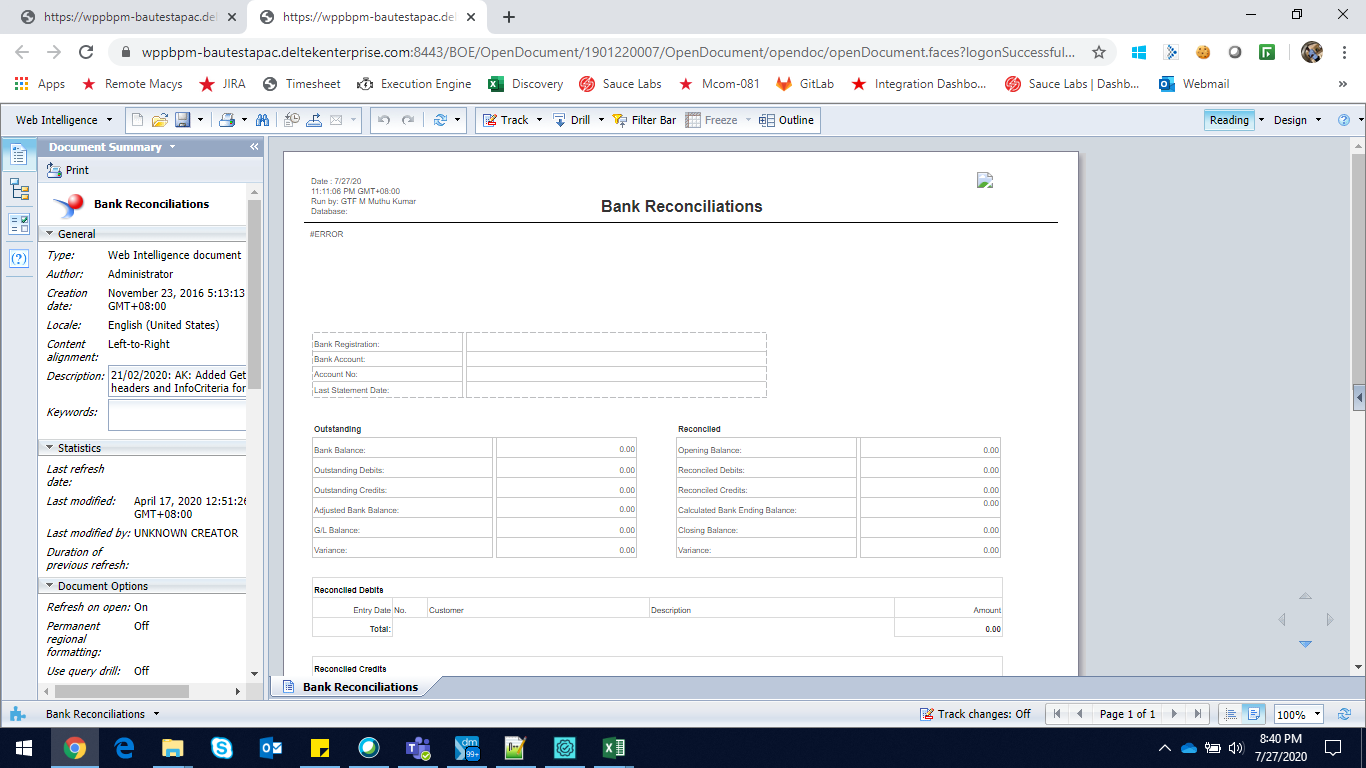 https://wppbpm-bautestapac.del
https://wppbpm-bautestapac.del
wppbpm-bautestapac.deltekenterprise.com:8443/BOE/OpenDocument/1901220007/OpenDocument/opendoc/openDocument.faces?logonSuccessful...
Apps Remote Macys JIRA Timesheet Execution Engine Discovery Sauce Labs Mcom-081 GitLab Integration Dashbo... Sauce Labs | Dashb... Webmail »
Web Intelligence Track Drill Filter Bar Freeze Outline Reading Design
Document Summary «
Print
Bank Reconciliations
General
Type: Web Intelligence document
Author: Administrator
Creation date: November 23, 2016 5:13:13 GMT+08:00
Locale: English (United States)
Content alignment: Left-to-Right
Description: 21/02/2020: AK: Added Get
headers and InfoCriteria for
Keywords:
Statistics
Last refresh date:
Last modified: April 17, 2020 12:51:26 GMT+08:00
Last modified by: UNKNOWN CREATOR
Duration of previous refresh:
Document Options
Refresh on open: On
Permanent regional formatting: Off
Use query drill: Off
Date : 7/27/20
11:11:06 PM GMT+08:00
Run by: GTF M Muthu Kumar
Database:
Bank Reconciliations
#ERROR
Bank Registration:
Bank Account:
Account No:
Last Statement Date:
Outstanding
Bank Balance: 0.00
Outstanding Debits: 0.00
Outstanding Credits: 0.00
Adjusted Bank Balance: 0.00
G/L Balance: 0.00
Variance: 0.00
Reconciled
Opening Balance: 0.00
Reconciled Debits: 0.00
Reconciled Credits: 0.00
Calculated Bank Ending Balance: 0.00
Closing Balance: 0.00
Variance: 0.00
Reconciled Debits
Entry Date No. Customer Description Amount
Total: 0.00
Reconciled Credits
Bank Reconciliations
Bank Reconciliations Track changes: Off Page 1 of 1 100%
dm
99+
8:40 PM
7/27/2020